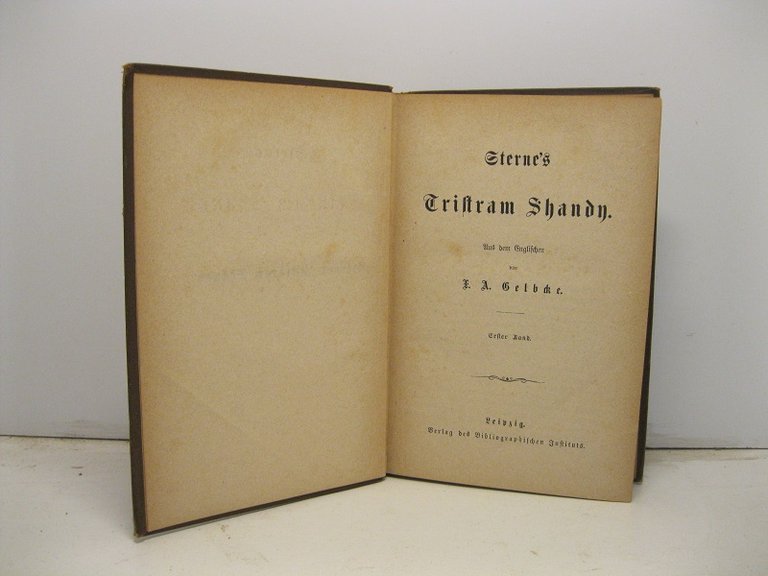 Sterne's
Tristram Shandy.
Aus dem Englischen
von
F. A. Gelbcke.
Erster Band.
Leipzig.
Verlag des Bibliographischen Instituts.